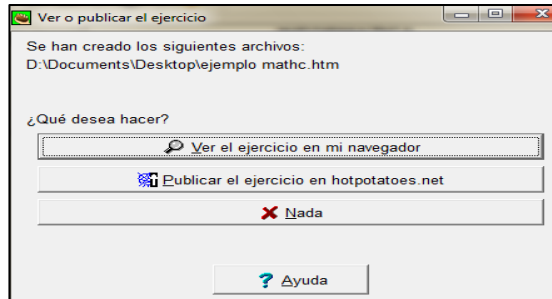 Ver o publicar el ejercicio
Se han creado los siguientes archivos:
D:\Documents\Desktop\ejemplo mathc.htm
¿Qué desea hacer?
Ver el ejercicio en mi navegador
Publicar el ejercicio en hotpotatoes.net
Nada
Ayuda